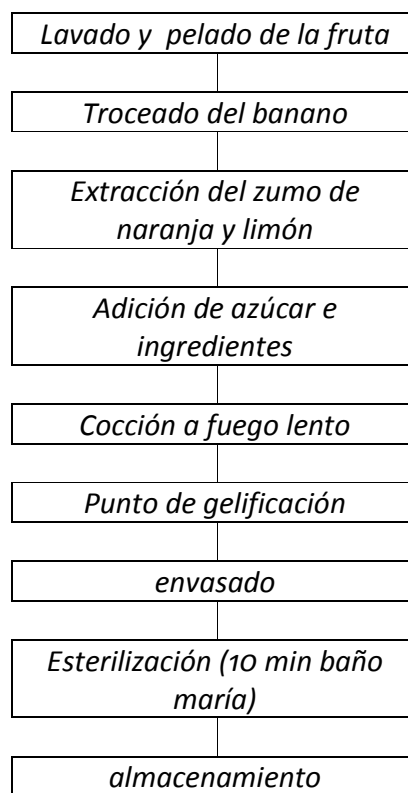 Lavado y  pelado de la fruta
Troceado del banano
Extracción del zumo de
naranja y limón
Adición de azúcar e
ingredientes
Cocción a fuego lento
Punto de gelificación
envasado
Esterilización (10 min baño
maría)
almacenamiento